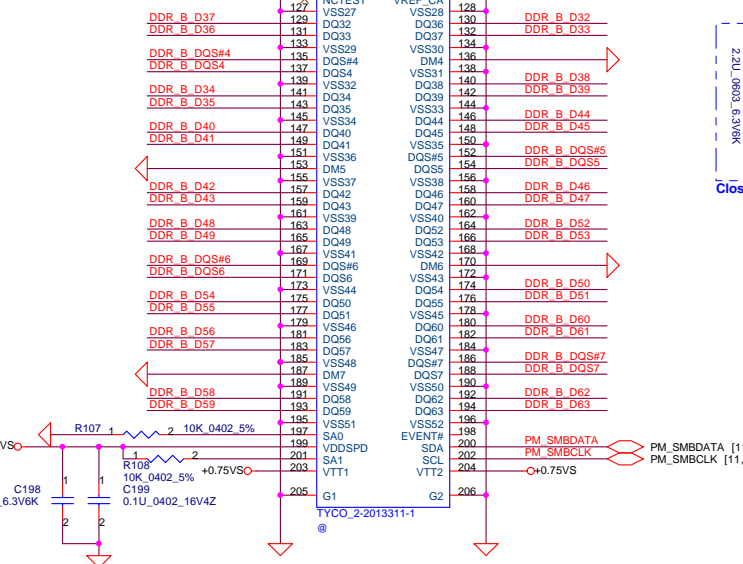 NCTEST VREF_CA
127 VSS27 VSS28 128
DDR_B_D37 129 DQ32 DQ36 130 DDR_B_D32
DDR_B_D36 131 DQ33 DQ37 132 DDR_B_D33
133 VSS29 VSS30 134
DDR_B_DQS#4 135 DQS#4 DM4 136
DDR_B_DQS4 137 DQS4 VSS31 138
139 VSS32 DQ38 140 DDR_B_D38
DDR_B_D34 141 DQ34 DQ39 142 DDR_B_D39
DDR_B_D35 143 DQ35 VSS33 144
145 VSS34 DQ44 146 DDR_B_D44
DDR_B_D40 147 DQ40 DQ45 148 DDR_B_D45
DDR_B_D41 149 DQ41 VSS35 150
151 VSS36 DQS#5 152 DDR_B_DQS#5
153 DM5 DQS5 154 DDR_B_DQS5
155 VSS37 VSS38 156
DDR_B_D42 157 DQ42 DQ46 158 DDR_B_D46
DDR_B_D43 159 DQ43 DQ47 160 DDR_B_D47
161 VSS39 VSS40 162
DDR_B_D48 163 DQ48 DQ52 164 DDR_B_D52
DDR_B_D49 165 DQ49 DQ53 166 DDR_B_D53
167 VSS41 VSS42 168
DDR_B_DQS#6 169 DQS#6 DM6 170
DDR_B_DQS6 171 DQS6 VSS43 172
173 VSS44 DQ54 174 DDR_B_D50
DDR_B_D54 175 DQ50 DQ55 176 DDR_B_D51
DDR_B_D55 177 DQ51 VSS45 178
179 VSS46 DQ60 180 DDR_B_D60
DDR_B_D56 181 DQ56 DQ61 182 DDR_B_D61
DDR_B_D57 183 DQ57 VSS47 184
185 VSS48 DQS#7 186 DDR_B_DQS#7
187 DM7 DQS7 188 DDR_B_DQS7
189 VSS49 VSS50 190
DDR_B_D58 191 DQ58 DQ62 192 DDR_B_D62
DDR_B_D59 193 DQ59 DQ63 194 DDR_B_D63
195 VSS51 VSS52 196
R107 1 2 10K_0402_5% 197 SA0 EVENT# 198
VS 199 VDDSPD SDA 200 PM_SMBDATA PM_SMBDATA [1
1 R108 2 201 SA1 SCL 202 PM_SMBCLK PM_SMBCLK [11,
10K_0402_5% +0.75VS 203 VTT1 VTT2 204 +0.75VS
1 1
C198 C199 205 G1 G2 206
6.3V6K 0.1U_0402_16V4Z
2 2
TYCO_2-2013311-1
@
2.2U_0603_6.3V6K
Clos